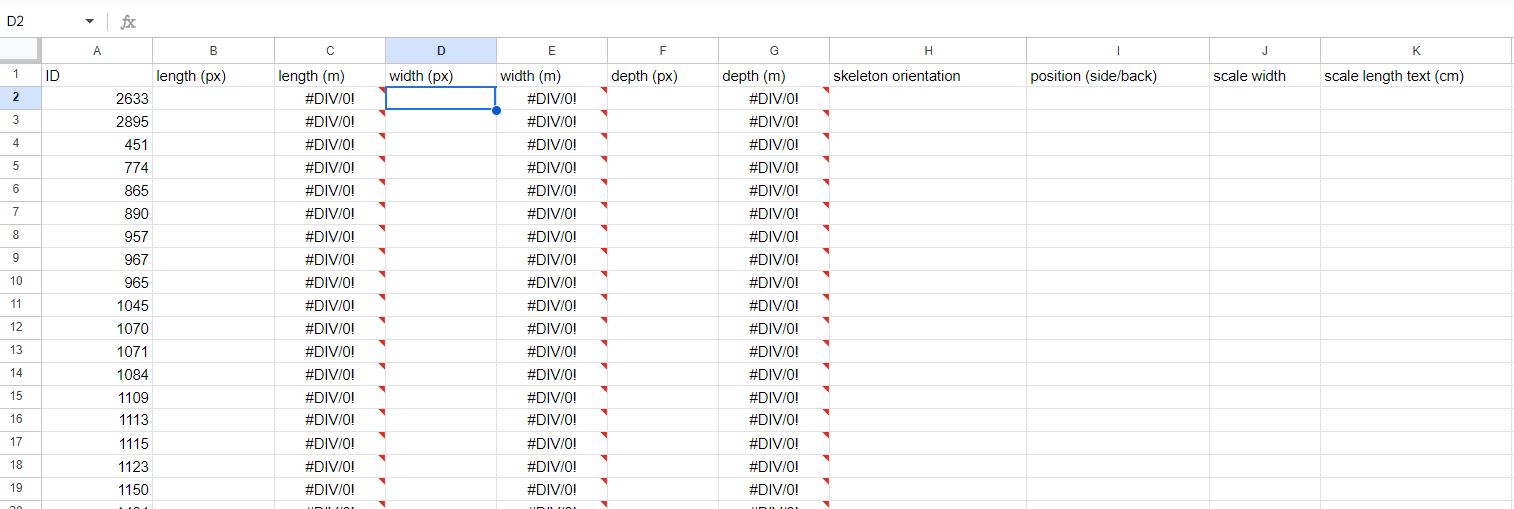 D2 fx
A B C D E F G H I J K
1 ID length (px) length (m) width (px) width (m) depth (px) depth (m) skeleton orientation position (side/back) scale width scale length text (cm)
2 2633 #DIV/0! #DIV/0! #DIV/0!
3 2895 #DIV/0! #DIV/0! #DIV/0!
4 451 #DIV/0! #DIV/0! #DIV/0!
5 774 #DIV/0! #DIV/0! #DIV/0!
6 865 #DIV/0! #DIV/0! #DIV/0!
7 890 #DIV/0! #DIV/0! #DIV/0!
8 957 #DIV/0! #DIV/0! #DIV/0!
9 967 #DIV/0! #DIV/0! #DIV/0!
10 965 #DIV/0! #DIV/0! #DIV/0!
11 1045 #DIV/0! #DIV/0! #DIV/0!
12 1070 #DIV/0! #DIV/0! #DIV/0!
13 1071 #DIV/0! #DIV/0! #DIV/0!
14 1084 #DIV/0! #DIV/0! #DIV/0!
15 1109 #DIV/0! #DIV/0! #DIV/0!
16 1113 #DIV/0! #DIV/0! #DIV/0!
17 1115 #DIV/0! #DIV/0! #DIV/0!
18 1123 #DIV/0! #DIV/0! #DIV/0!
19 1150 #DIV/0! #DIV/0! #DIV/0!